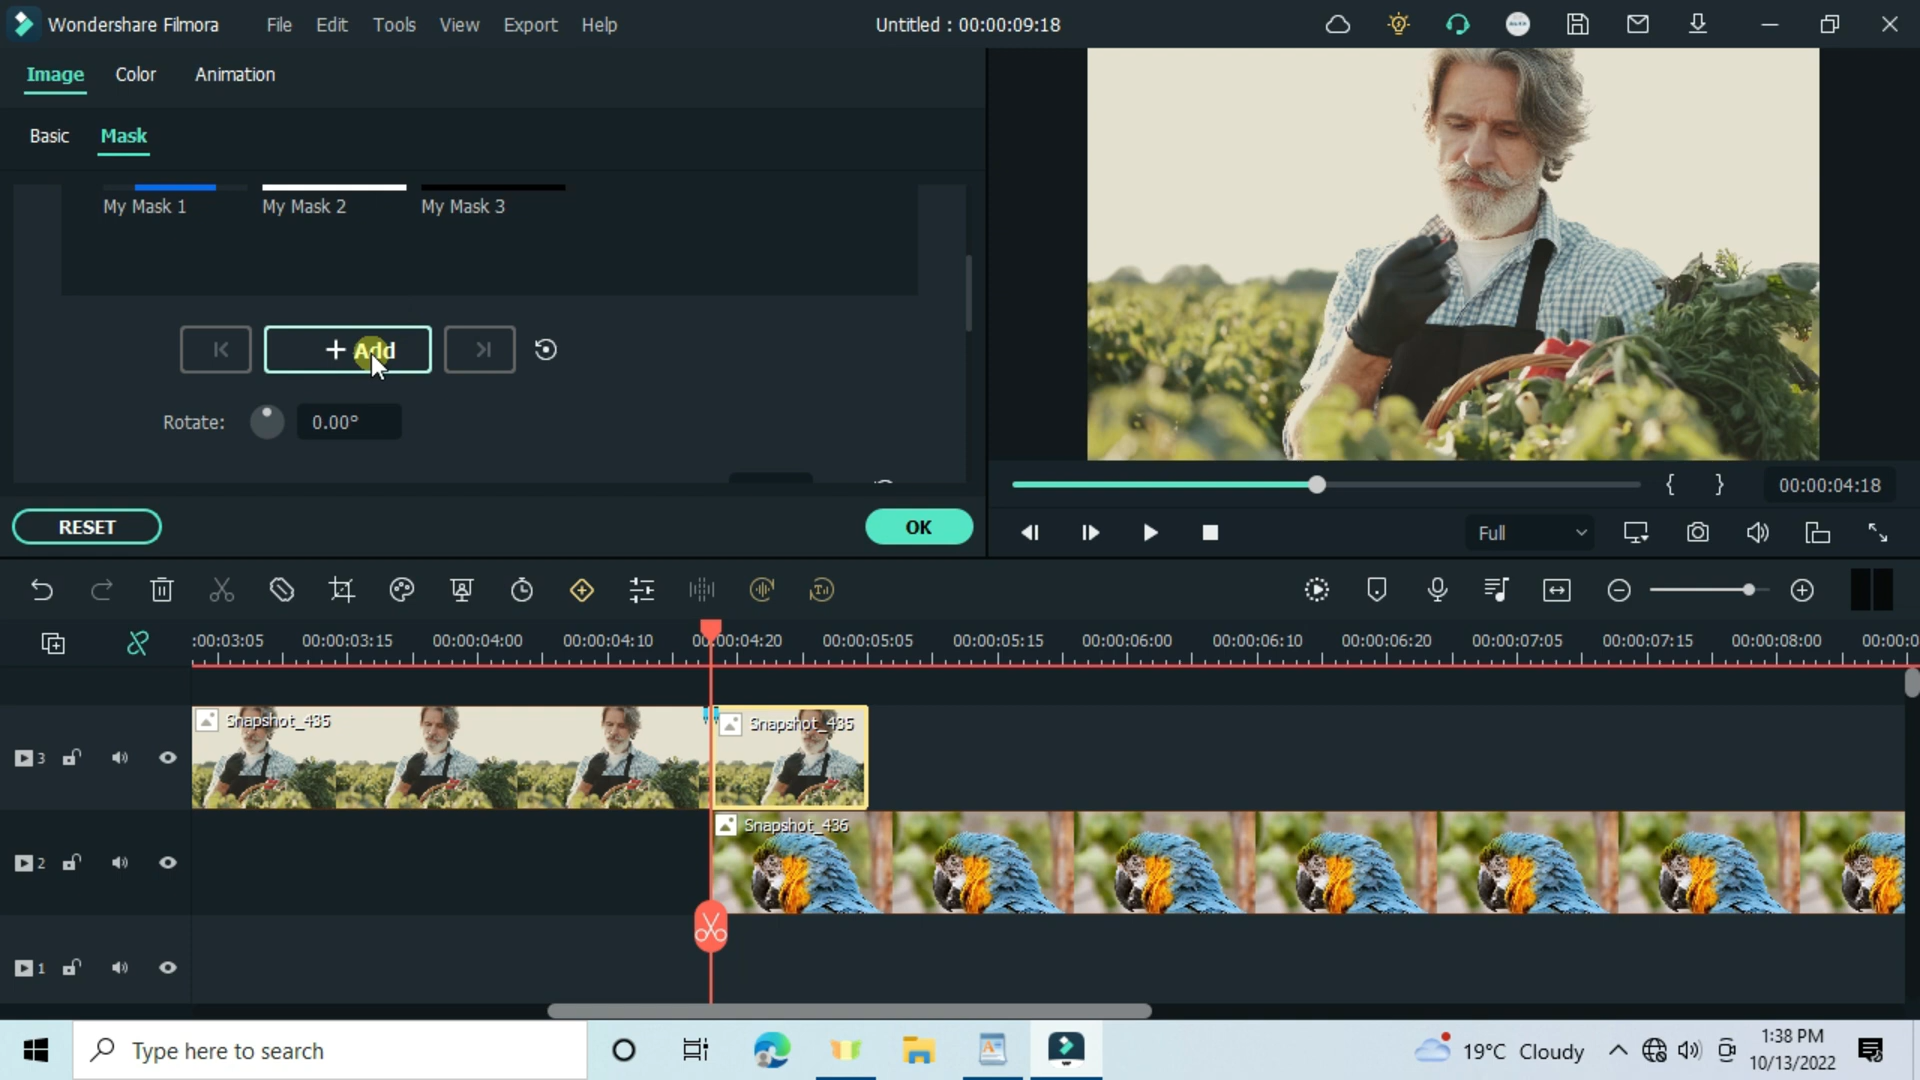 Wondershare Filmora File Edit Tools View Export Help Untitled : 00:00:09:18
Image Color Animation
Basic Mask
My Mask 1 My Mask 2 My Mask 3
+ Add
Rotate: 0.00°
RESET OK
{ } 00:00:04:18
Full
:00:03:05 00:00:03:15 00:00:04:00 00:00:04:10 00:00:04:20 00:00:05:05 00:00:05:15 00:00:06:00 00:00:06:10 00:00:06:20 00:00:07:05 00:00:07:15 00:00:08:00 00:00:0
Snapshot_435 Snapshot_435
3
Snapshot_436
2
1
Type here to search
19°C Cloudy
1:38 PM
10/13/2022